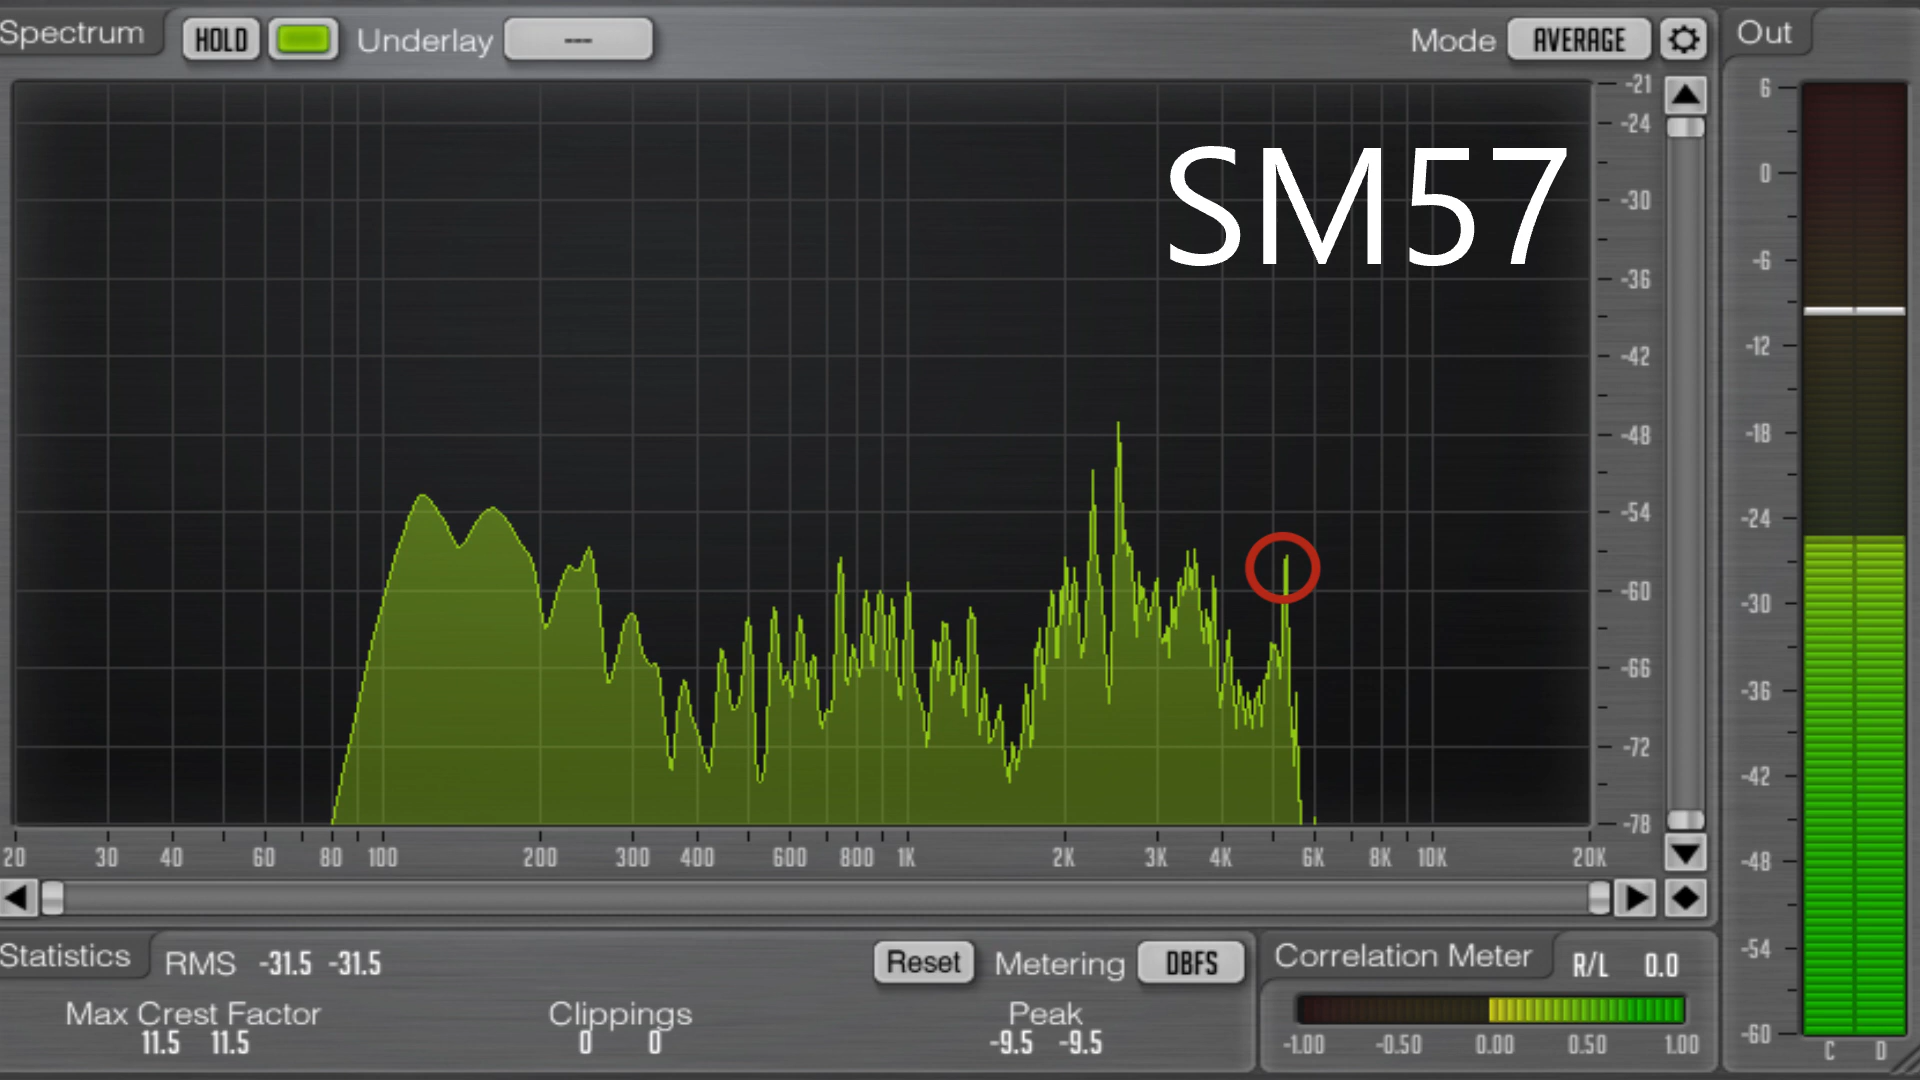 Spectrum HOLD Underlay --- Mode AVERAGE Out
SM57
-21
-24
-30
-36
-42
-48
-54
-60
-66
-72
-78
6
0
-6
-12
-18
-24
-30
-36
-42
-48
-54
-60
C D
20 30 40 60 80 100 200 300 400 600 800 1K 2K 3K 4K 6K 8K 10K 20K
Statistics RMS -31.5 -31.5 Reset Metering DBFS
Max Crest Factor Clippings Peak
11.5 11.5 0 0 -9.5 -9.5
Correlation Meter R/L 0.0
-1.00 -0.50 0.00 0.50 1.00